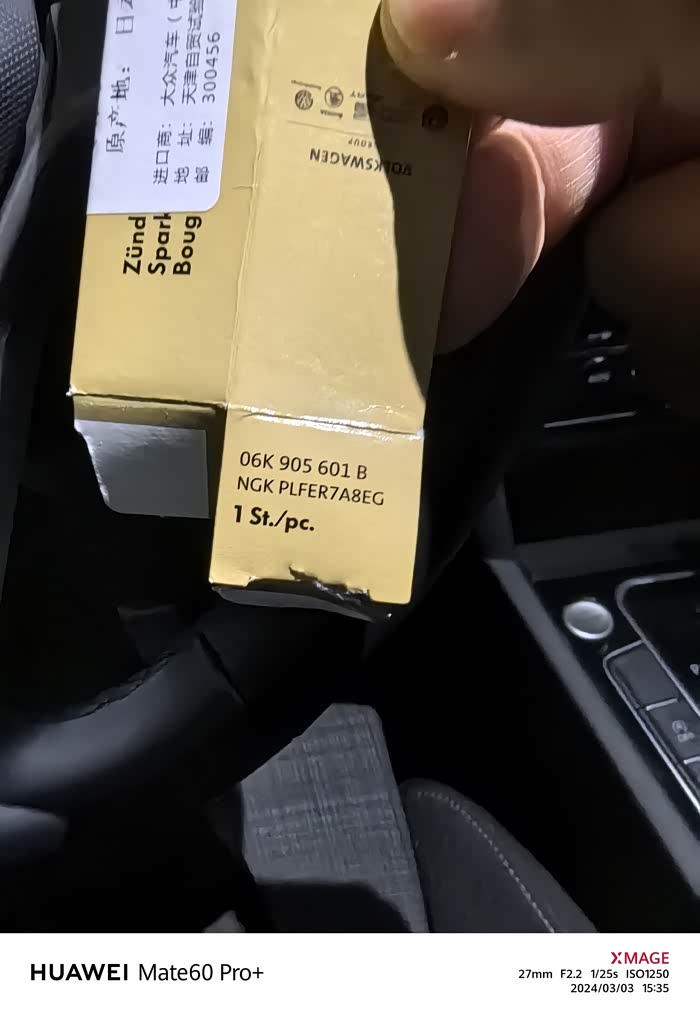 原产地：日
进口商：大众汽车（
地 址：天津自贸试验
邮 编：300456
Zünd
Spark
Boug
VOLKSWAGEN
06K 905 601 B
NGK PLFER7A8EG
1 St./pc.
HUAWEI Mate60 Pro+
XMAGE
27mm F2.2 1/25s ISO1250
2024/03/03 15:35